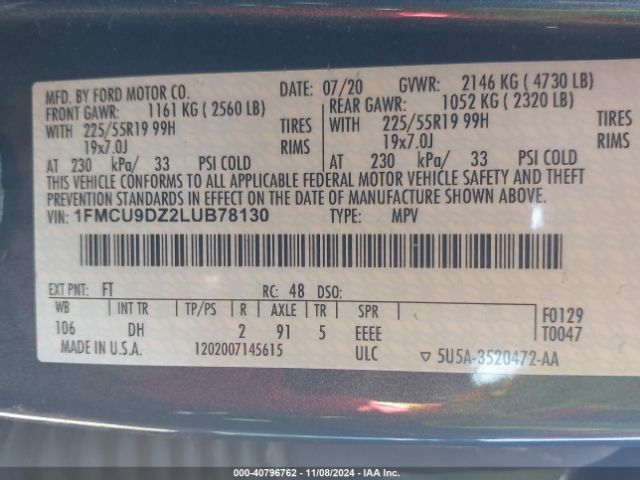 MFD. BY FORD MOTOR CO. DATE: 07/20 GVWR: 2146 KG ( 4730 LB)
FRONT GAWR: 1161 KG ( 2560 LB) REAR GAWR: 1052 KG ( 2320 LB)
WITH 225/55R19 99H TIRES WITH 225/55R19 99H TIRES
19x7.0J RIMS 19x7.0J RIMS
AT 230 kPa/ 33 PSI COLD AT 230 kPa/ 33 PSI COLD
THIS VEHICLE CONFORMS TO ALL APPLICABLE FEDERAL MOTOR VEHICLE SAFETY AND THEFT
PREVENTION STANDARDS IN EFFECT ON THE DATE OF MANUFACTURE SHOWN ABOVE.
VIN: 1FMCU9DZ2LUB78130 TYPE: MPV
EXT PNT: FT RC: 48 DSO:
WB INT TR TP/PS R AXLE TR SPR F0129
106 DH 2 91 5 EEEE T0047
MADE IN U.S.A. 1202007145615 ULC ▽ 5U5A-3520472-AA
000-40796762 - 11/08/2024 - IAA Inc.